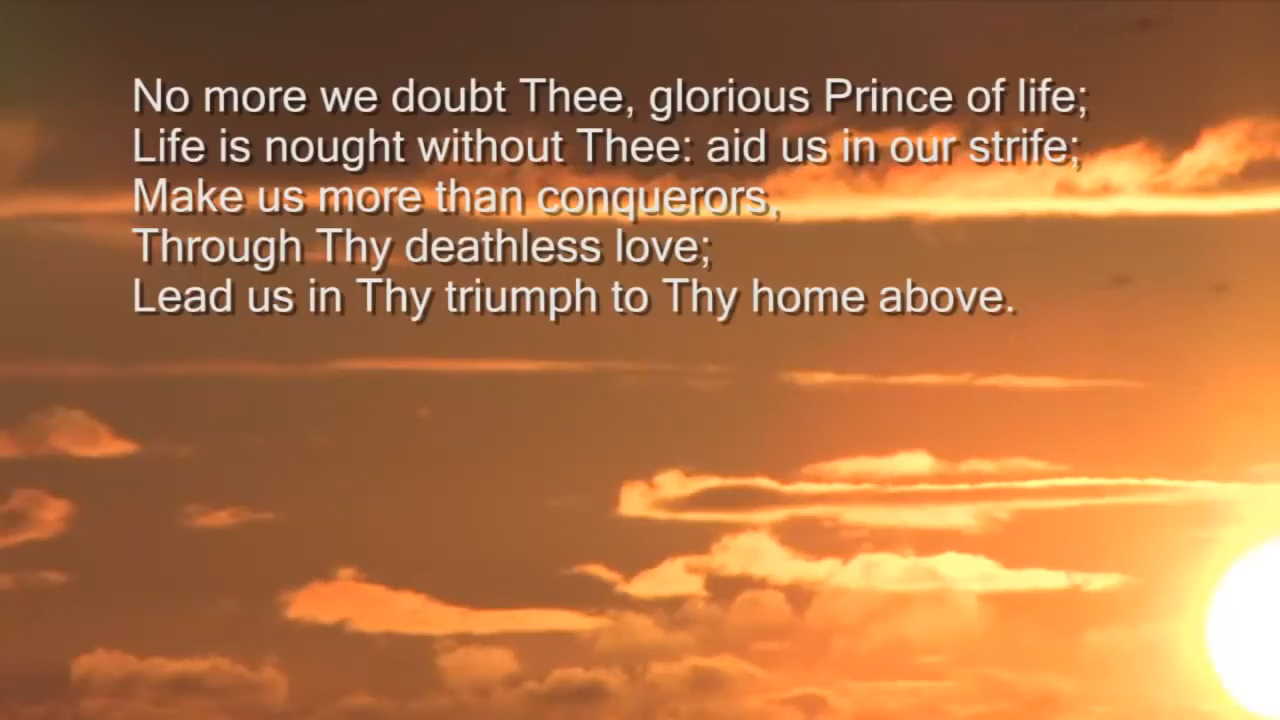 No more we doubt Thee, glorious Prince of life;
Life is nought without Thee: aid us in our strife;
Make us more than conquerors,
Through Thy deathless love;
Lead us in Thy triumph to Thy home above.